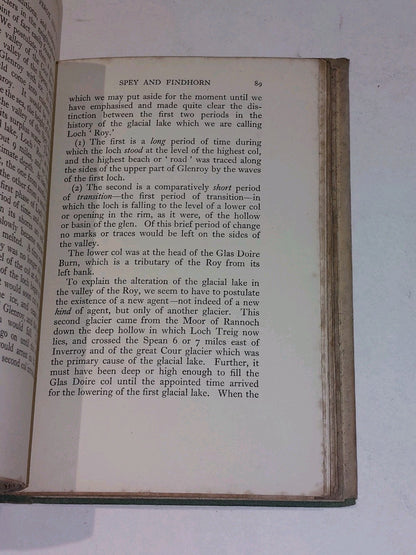 SPEY AND FINDHORN 89
which we may put aside for the moment until we
have emphasised and made quite clear the dis-
tinction between the first two periods in the
history of the glacial lake which we are calling
Loch ' Roy.'
(1) The first is a long period of time during
which the loch stood at the level of the highest col,
and the highest beach or ' road ' was traced along
the sides of the upper part of Glenroy by the waves
of the first loch.
(2) The second is a comparatively short period
of transition—the first period of transition—in
which the loch is falling to the level of a lower col
or opening in the rim, as it were, of the hollow
or basin of the glen. Of this brief period of change
no marks or traces would be left on the sides of
the valley.
The lower col was at the head of the Glas Doire
Burn, which is a tributary of the Roy from its
left bank.
To explain the alteration of the glacial lake in
the valley of the Roy, we seem to have to postulate
the existence of a new agent—not indeed of a new
kind of agent, but only of another glacier. This
second glacier came from the Moor of Rannoch
down the deep hollow in which Loch Treig now
lies, and crossed the Spean 6 or 7 miles east of
Inverroy and of the great Cour glacier which was
the primary cause of the glacial lake. Further, it
must have been deep or high enough to fill the
Glas Doire col until the appointed time arrived
for the lowering of the first glacial lake. When the